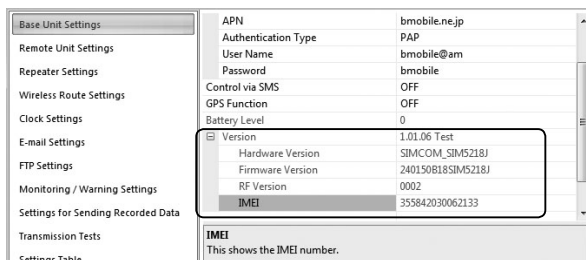 Base Unit Settings
Remote Unit Settings
Repeater Settings
Wireless Route Settings
Clock Settings
E-mail Settings
FTP Settings
Monitoring / Warning Settings
Settings for Sending Recorded Data
Transmission Tests
Settings Table
APN bmobile.ne.jp
Authentication Type PAP
User Name bmobile@am
Password bmobile
Control via SMS OFF
GPS Function OFF
Battery Level 0
Version 1.01.06 Test
Hardware Version SIMCOM_SIM5218J
Firmware Version 240150B18SIM5218J
RF Version 0002
IMEI 355842030062133
IMEI
This shows the IMEI number.